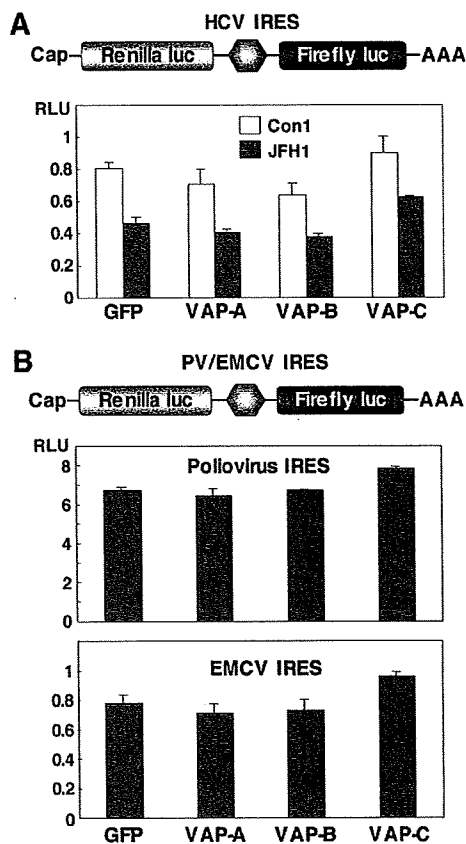 A
HCV IRES
Cap Renilla luc Firefly luc AAA
RLU
Con1
JFH1
1
0.8
0.6
0.4
0.2
0
GFP VAP-A VAP-B VAP-C
B
PV/EMCV IRES
Cap Renilla luc Firefly luc AAA
RLU
Poliovirus IRES
8
6
4
2
0
EMCV IRES
1
0.8
0.6
0.4
0.2
0
GFP VAP-A VAP-B VAP-C